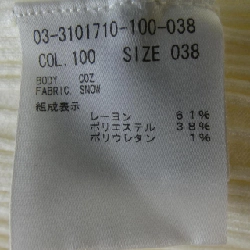 03-3101710-100-038
COL.100 SIZE 038
BODY. COZ
FABRIC. SNOW
組成表示
レーヨン 61%
ポリエステル 38%
ポリウレタン 1%